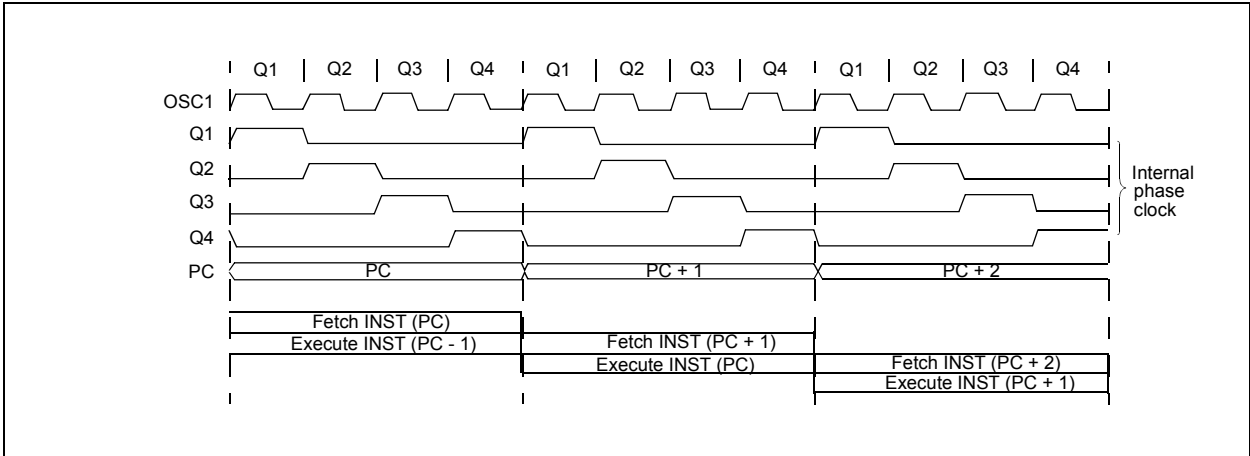 Q1 Q2 Q3 Q4 Q1 Q2 Q3 Q4 Q1 Q2 Q3 Q4
OSC1
Q1
Q2
Q3
Q4
Internal
phase
clock
PC PC PC + 1 PC + 2
Fetch INST (PC)
Execute INST (PC - 1) Fetch INST (PC + 1)
Execute INST (PC) Fetch INST (PC + 2)
Execute INST (PC + 1)